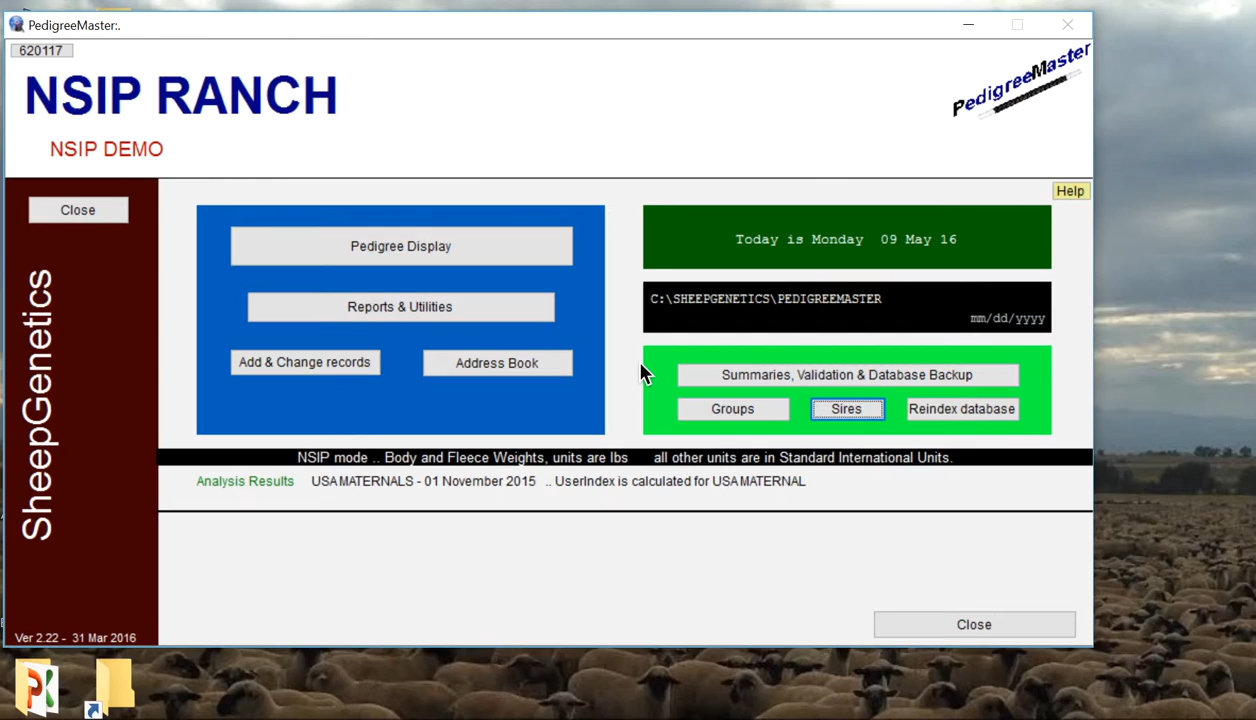 PedigreeMaster:.
620117
NSIP RANCH
PedigreeMaster
NSIP DEMO
Help
Close
Pedigree Display
Today is Monday 09 May 16
Reports & Utilities
C:\SHEEPGENETICS\PEDIGREEMASTER
mm/dd/yyyy
Add & Change records
Address Book
Summaries, Validation & Database Backup
Groups
Sires
Reindex database
SheepGenetics
NSIP mode .. Body and Fleece Weights, units are lbs all other units are in Standard International Units.
Analysis Results USA MATERNALS - 01 November 2015 .. UserIndex is calculated for USA MATERNAL
Close
Ver 2.22 - 31 Mar 2016